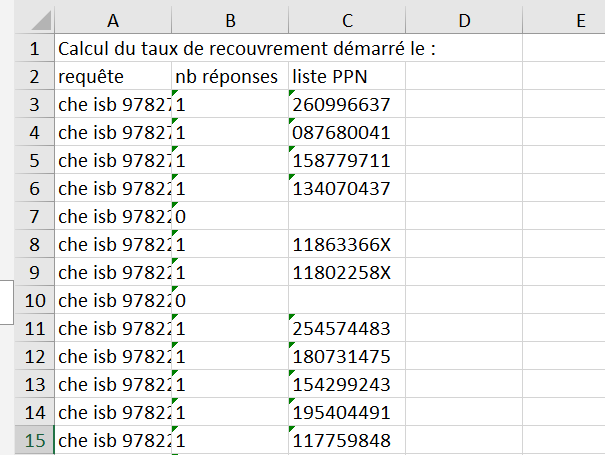 A B C D E
1 Calcul du taux de recouvrement démarré le :
2 requête nb réponses liste PPN
3 che isb 97827 1 260996637
4 che isb 97827 1 087680041
5 che isb 97827 1 158779711
6 che isb 97822 1 134070437
7 che isb 97822 0
8 che isb 97822 1 11863366X
9 che isb 97822 1 11802258X
10 che isb 97822 0
11 che isb 97822 1 254574483
12 che isb 97822 1 180731475
13 che isb 97822 1 154299243
14 che isb 97822 1 195404491
15 che isb 97822 1 117759848